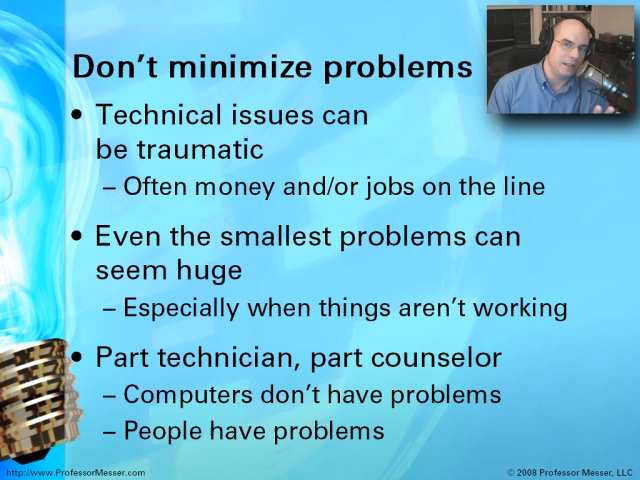 Don't minimize problems
• Technical issues can
be traumatic
– Often money and/or jobs on the line
• Even the smallest problems can
seem huge
– Especially when things aren't working
• Part technician, part counselor
– Computers don't have problems
– People have problems
http://www.ProfessorMesser.com
© 2008 Professor Messer, LLC